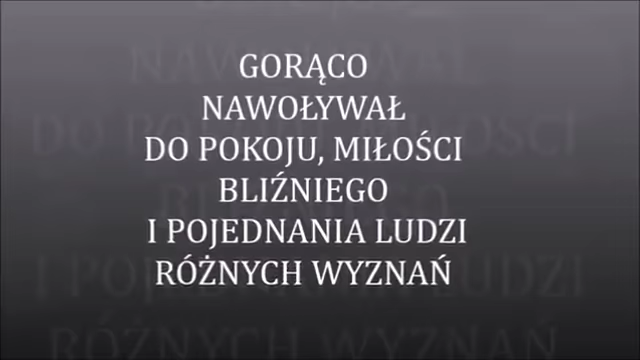 GORĄCO
NAWOŁYWAŁ
DO POKOJU, MIŁOŚCI
BLIŹNIEGO
I POJEDNANIA LUDZI
RÓŻNYCH WYZNAŃ